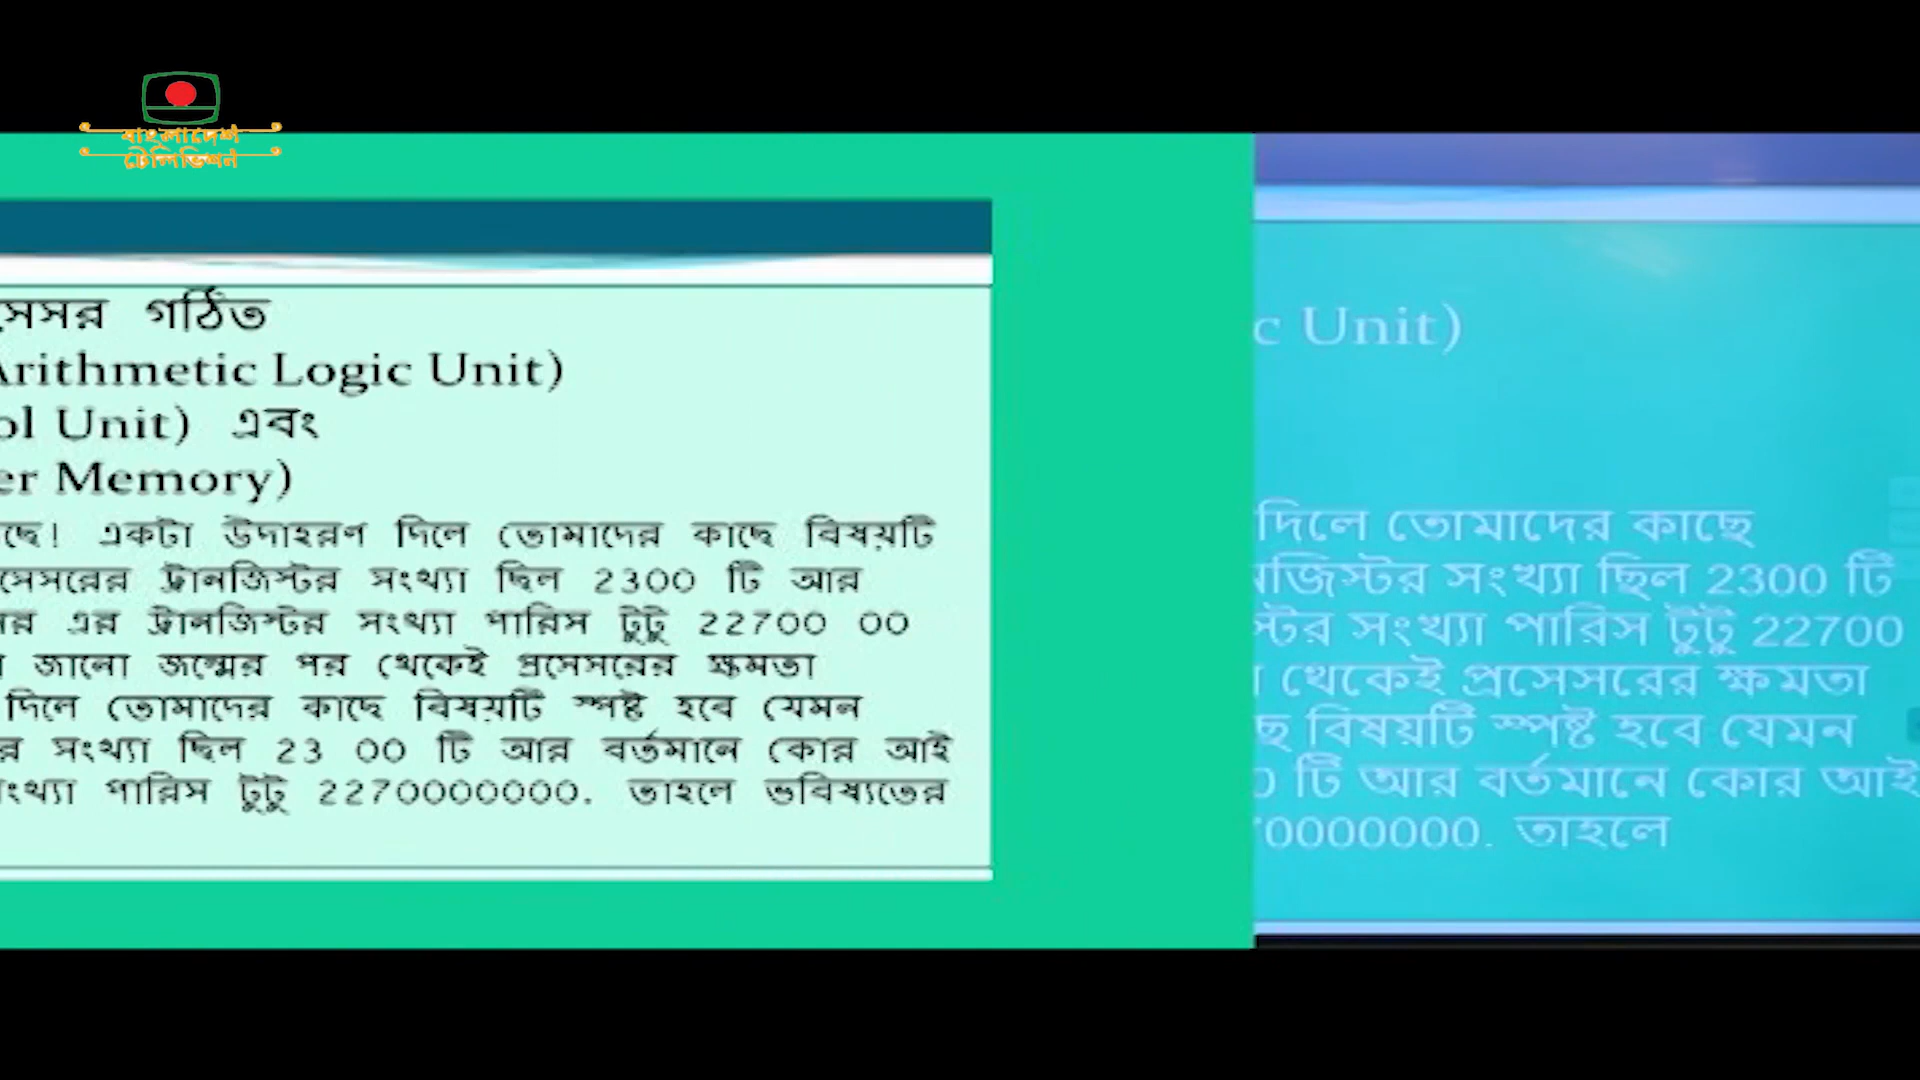 বাংলাদেশ
টেলিভিশন
সেসর গঠিত
Arithmetic Logic Unit)
ol Unit) এবং
er Memory)
ছে! একটা উদাহরণ দিলে তোমাদের কাছে বিষয়টি
সেসরের ট্রানজিস্টর সংখ্যা ছিল 2300 টি আর
সর এর ট্রানজিস্টর সংখ্যা পারিস টুটু 22700 00
জানো জন্মের পর থেকেই প্রসেসরের ক্ষমতা
দিলে তোমাদের কাছে বিষয়টি স্পষ্ট হবে যেমন
র সংখ্যা ছিল 23 00 টি আর বর্তমানে কোর আই
ংখ্যা পারিস টুটু 2270000000. তাহলে ভবিষ্যতের
c Unit)
দিলে তোমাদের কাছে
নজিস্টর সংখ্যা ছিল 2300 টি
স্টর সংখ্যা পারিস টুটু 22700
থেকেই প্রসেসরের ক্ষমতা
ছ বিষয়টি স্পষ্ট হবে যেমন
0 টি আর বর্তমানে কোর আই
0000000. তাহলে